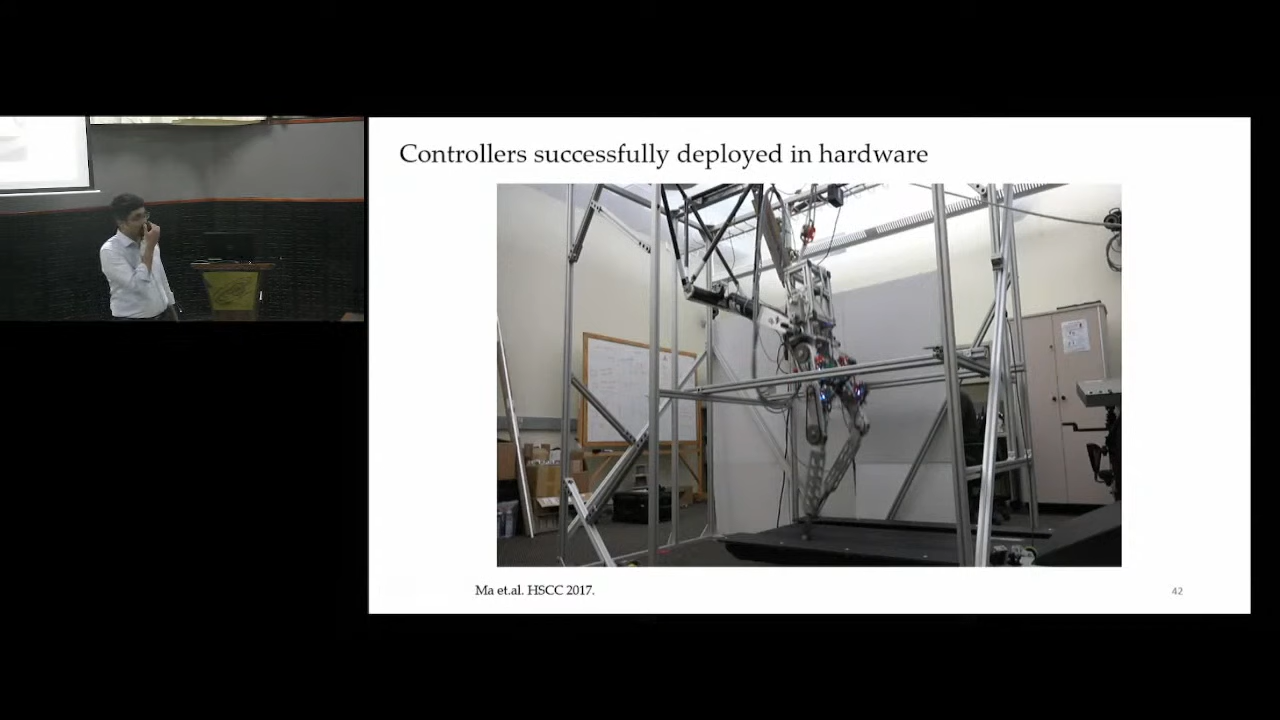 Controllers successfully deployed in hardware
Ma et.al. HSCC 2017.
42